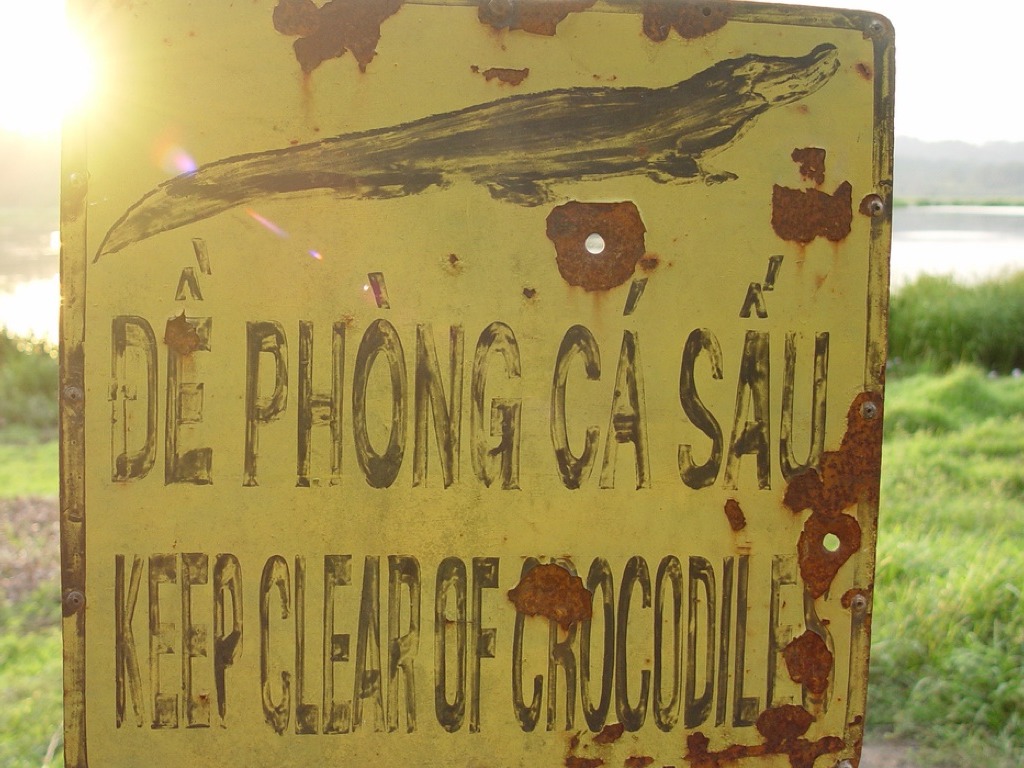 ĐỀ PHÒNG CÁ SẤU
KEEP CLEAR OF CROCODILES